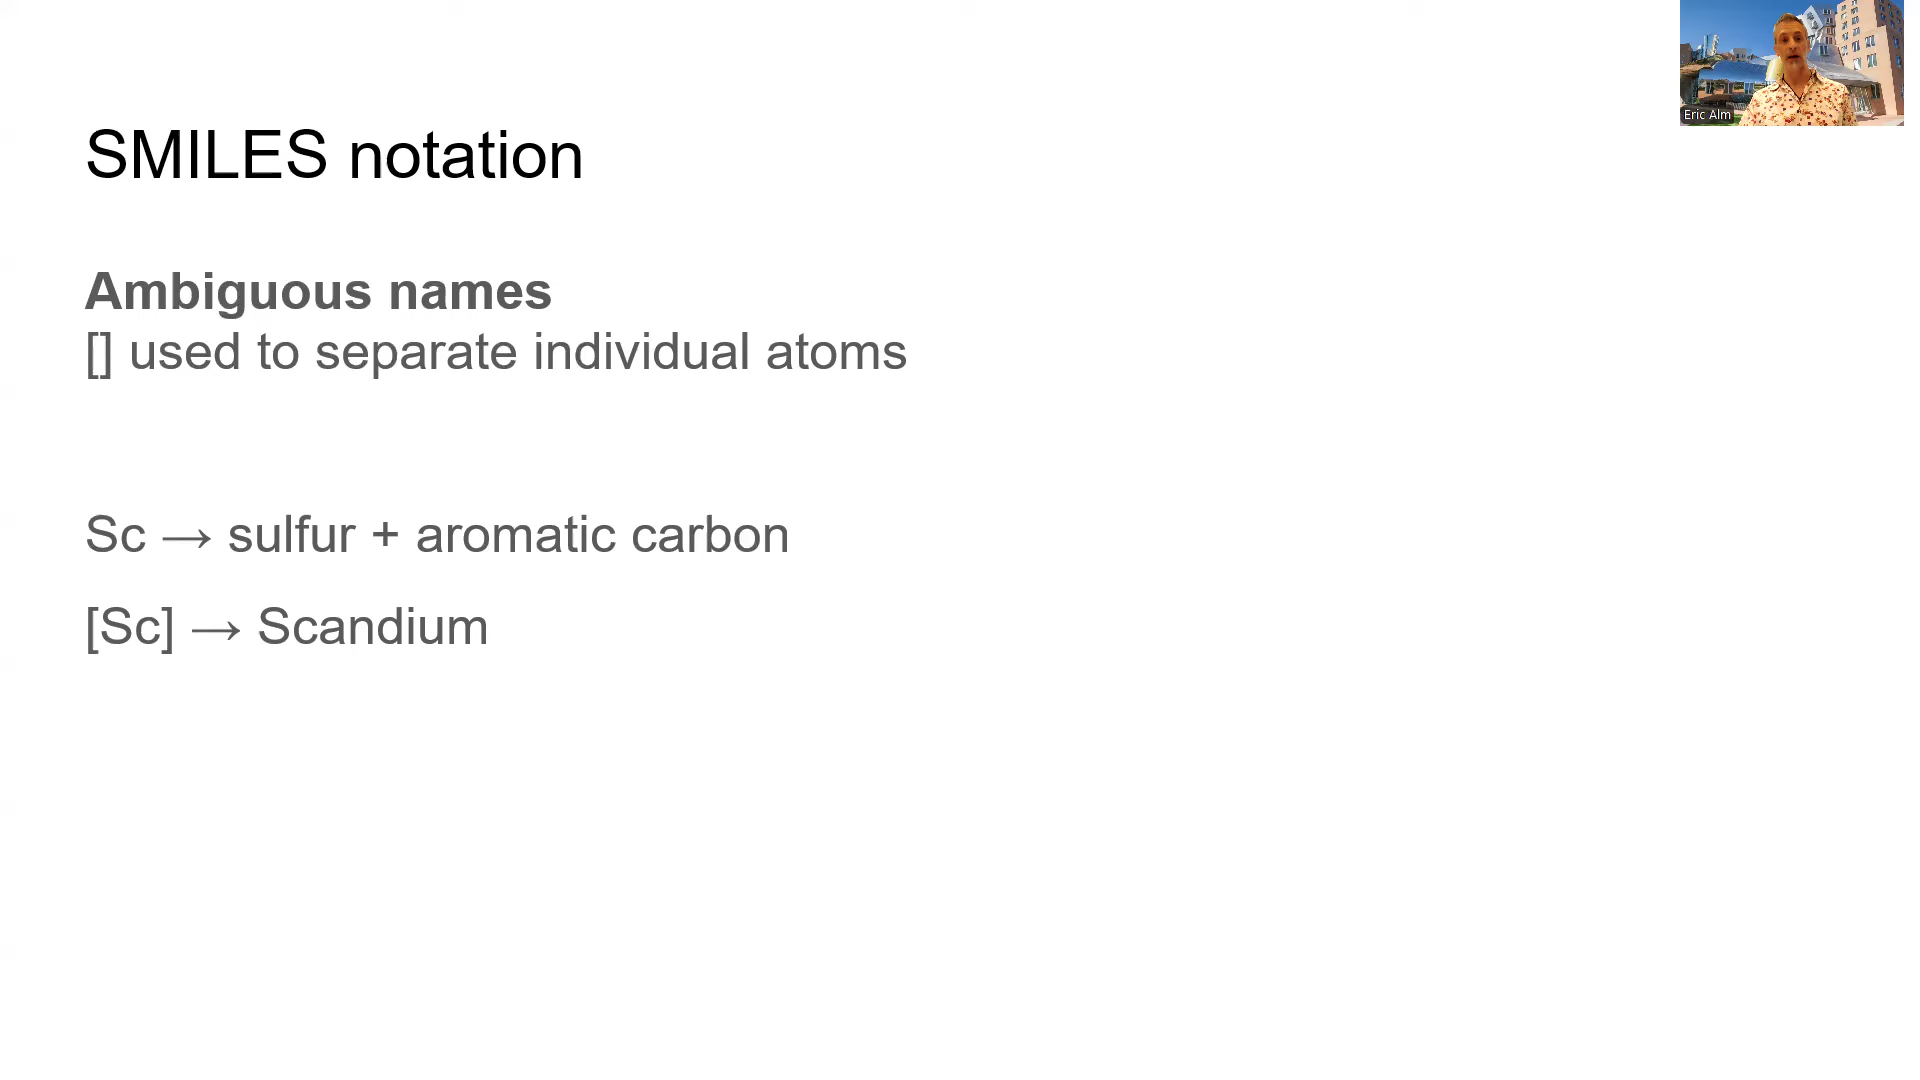 Eric Alm
SMILES notation
Ambiguous names
[] used to separate individual atoms
Sc → sulfur + aromatic carbon
[Sc] → Scandium